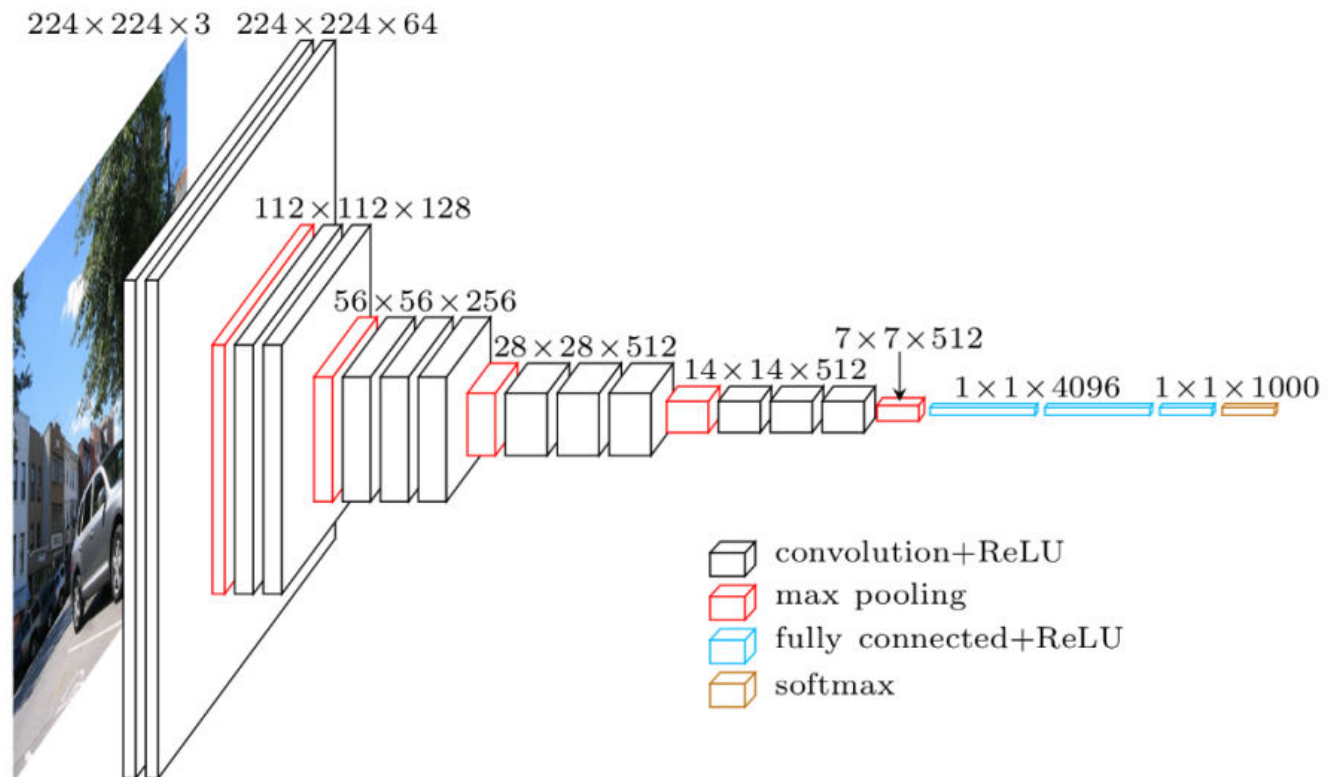 224×224×3
224×224×64
112×112×128
56×56×256
28×28×512
14×14×512
7×7×512
1×1×4096
1×1×1000
convolution+ReLU
max pooling
fully connected+ReLU
softmax